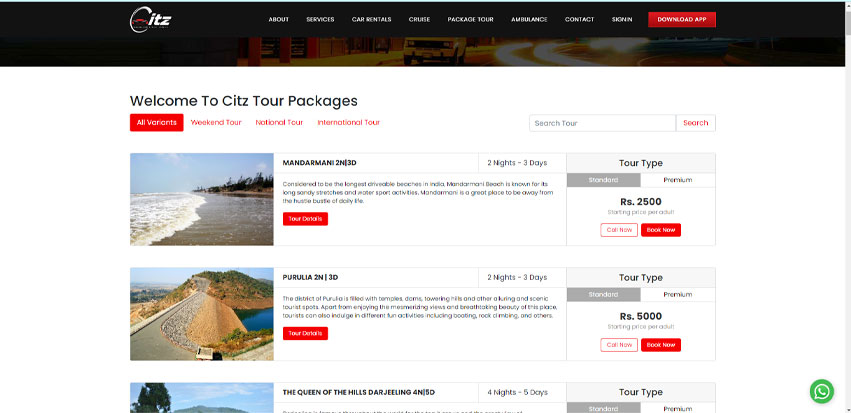 Citz
ABOUT SERVICES CAR RENTALS CRUISE PACKAGE TOUR AMBULANCE CONTACT SIGNIN DOWNLOAD APP
Welcome To Citz Tour Packages
All Variants Weekend Tour National Tour International Tour Search Tour Search
MANDARMANI 2N|3D 2 Nights - 3 Days Tour Type
Standard Premium
Considered to be the longest driveable beaches in India, Mandarmani Beach is known for its
long sandy stretches and water sport activities. Mandarmani is a great place to be away from
the hustle bustle of daily life.
Rs. 2500
Starting price per adult
Tour Details
Call Now Book Now
PURULIA 2N | 3D 2 Nights - 3 Days Tour Type
Standard Premium
The district of Purulia is filled with temples, dams, towering hills and other alluring and scenic
tourist spots. Apart from enjoying the mesmerizing views and breathtaking beauty of this place,
tourists can also indulge in different fun activities including boating, rock climbing, and others.
Rs. 5000
Starting price per adult
Tour Details
Call Now Book Now
THE QUEEN OF THE HILLS DARJEELING 4N|5D 4 Nights - 5 Days Tour Type
Standard Premium